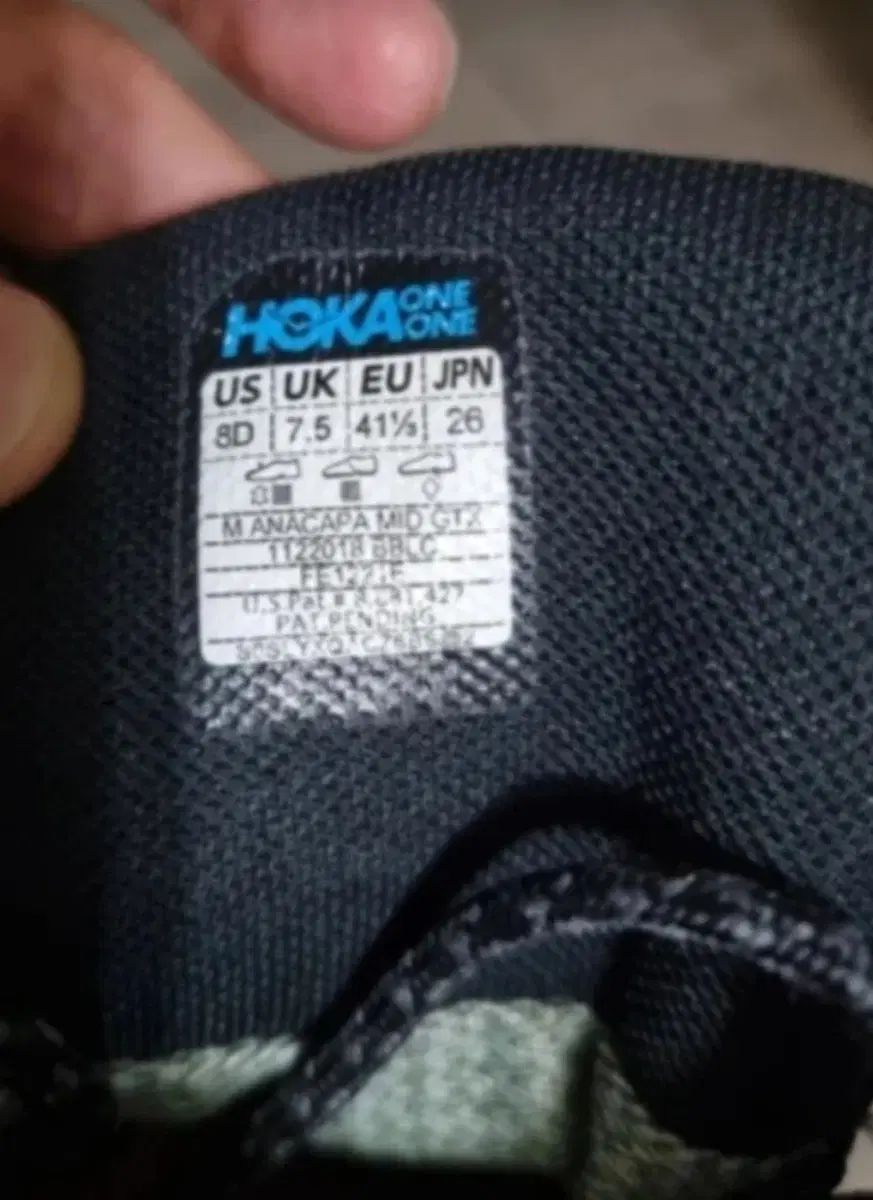 HOKA ONE ONE
US UK EU JPN
8D 7.5 41⅓ 26
M ANACAPA MID GTX
1122018 BBLC
U.S.Pat.#
PAT.PENDING